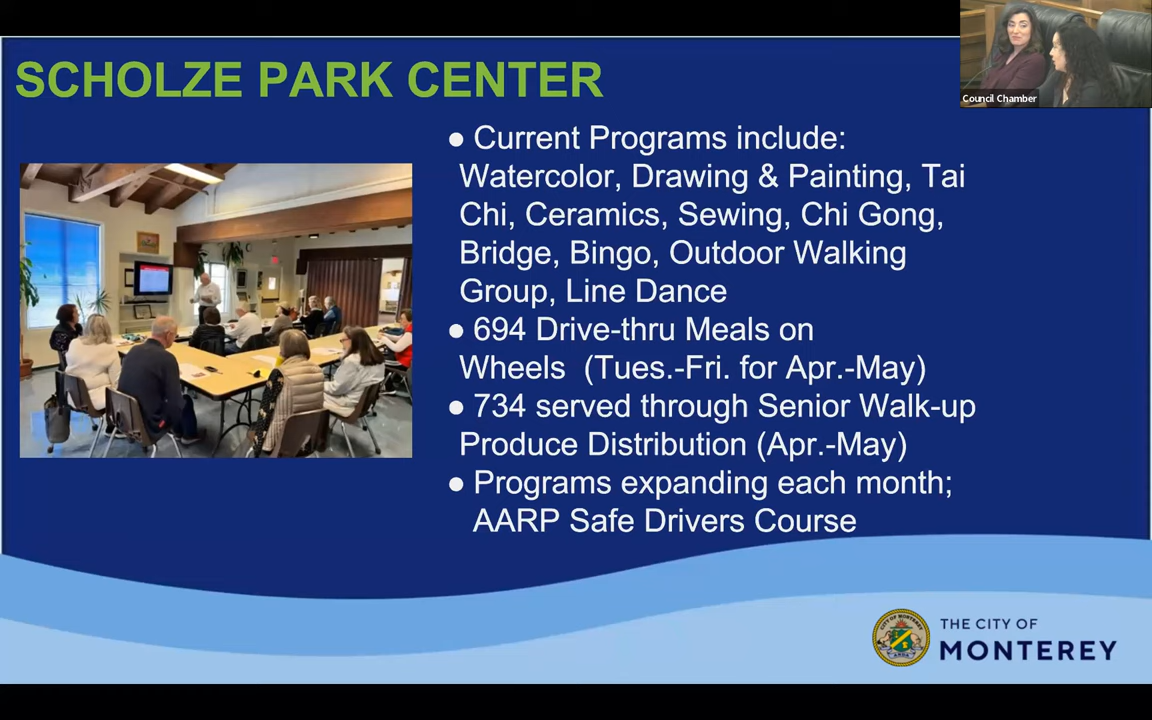 SCHOLZE PARK CENTER
Council Chamber
● Current Programs include:
Watercolor, Drawing & Painting, Tai
Chi, Ceramics, Sewing, Chi Gong,
Bridge, Bingo, Outdoor Walking
Group, Line Dance
● 694 Drive-thru Meals on
Wheels (Tues.-Fri. for Apr.-May)
● 734 served through Senior Walk-up
Produce Distribution (Apr.-May)
● Programs expanding each month;
AARP Safe Drivers Course
CITY OF MONTEREY
THE CITY OF
MONTEREY